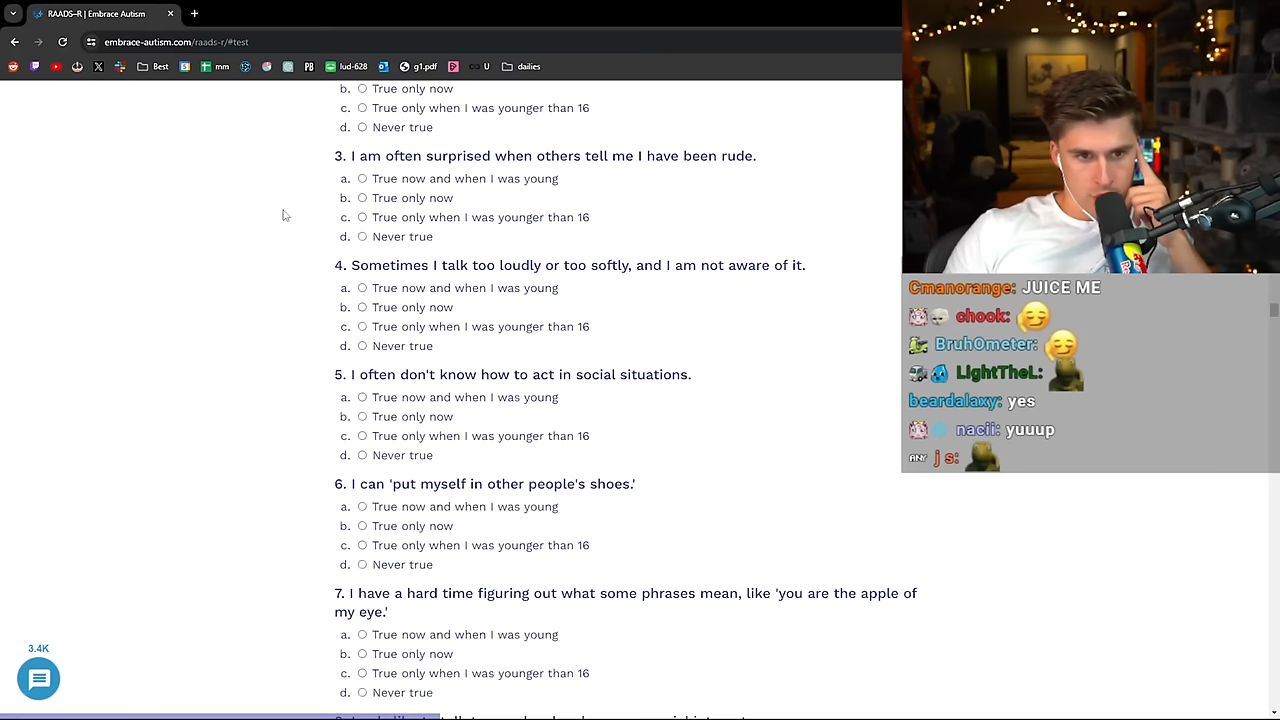 RAADS–R | Embrace Autism
embrace-autism.com/raads-r/#test
Best
mm
lud-628
g1.pdf
U
dailies
b. True only now
c. True only when I was younger than 16
d. Never true
3. I am often surprised when others tell me I have been rude.
a. True now and when I was young
b. True only now
c. True only when I was younger than 16
d. Never true
4. Sometimes I talk too loudly or too softly, and I am not aware of it.
a. True now and when I was young
b. True only now
c. True only when I was younger than 16
d. Never true
5. I often don't know how to act in social situations.
a. True now and when I was young
b. True only now
c. True only when I was younger than 16
d. Never true
6. I can 'put myself in other people's shoes.'
a. True now and when I was young
b. True only now
c. True only when I was younger than 16
d. Never true
7. I have a hard time figuring out what some phrases mean, like 'you are the apple of
my eye.'
a. True now and when I was young
b. True only now
c. True only when I was younger than 16
d. Never true
3.4K
Cmanorange: JUICE ME
chook:
BruhOmeter:
LightTheL:
beardalaxy: yes
nacii: yuuup
ANY j s: